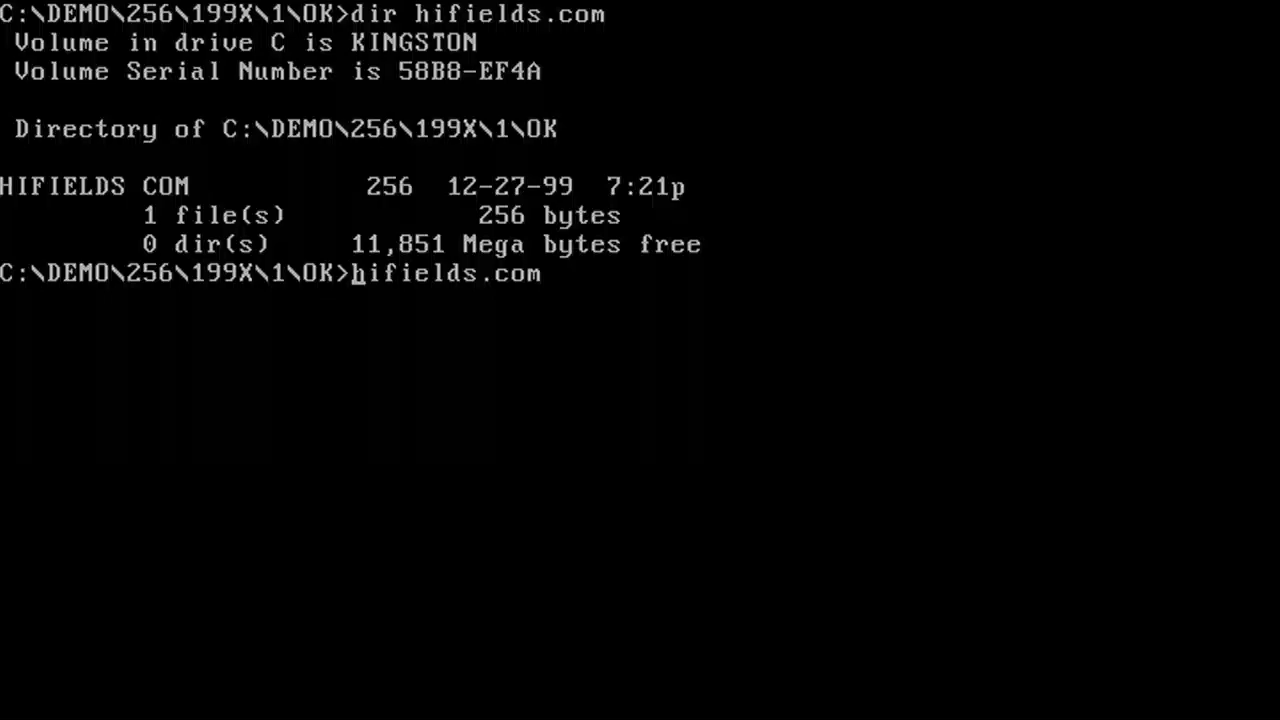 C:\DEMO\256\199X\1\OK>dir hifields.com
Volume in drive C is KINGSTON
Volume Serial Number is 58B8-EF4A
Directory of C:\DEMO\256\199X\1\OK
HIFIELDS COM 256 12-27-99 7:21p
1 file(s) 256 bytes
0 dir(s) 11,851 Mega bytes free
C:\DEMO\256\199X\1\OK>hifields.com